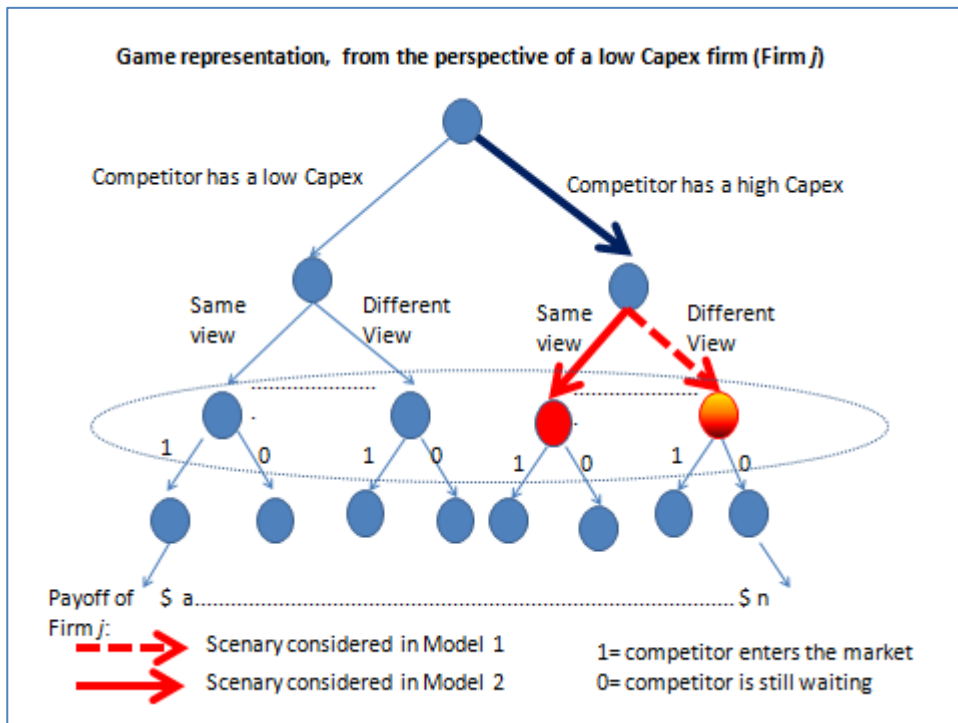 Game representation, from the perspective of a low Capex firm (Firm j)
Competitor has a low Capex
Competitor has a high Capex
Same
view
Different
View
Same
view
Different
View
1
0
1
0
1
0
1
0
Payoff of
Firm j:
$ a........................................................................................$ n
Scenary considered in Model 1
Scenary considered in Model 2
1= competitor enters the market
0= competitor is still waiting